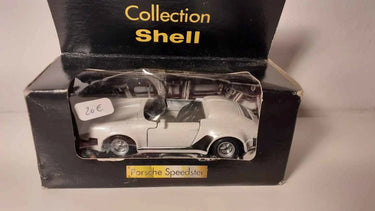 Collection
Shell
20€
Porsche Speedster